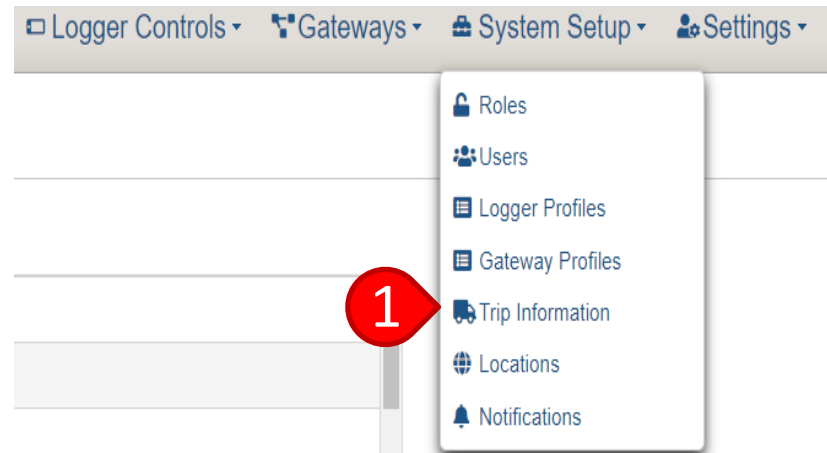 Logger Controls Gateways System Setup Settings
Roles
Users
Logger Profiles
Gateway Profiles
1 Trip Information
Locations
Notifications